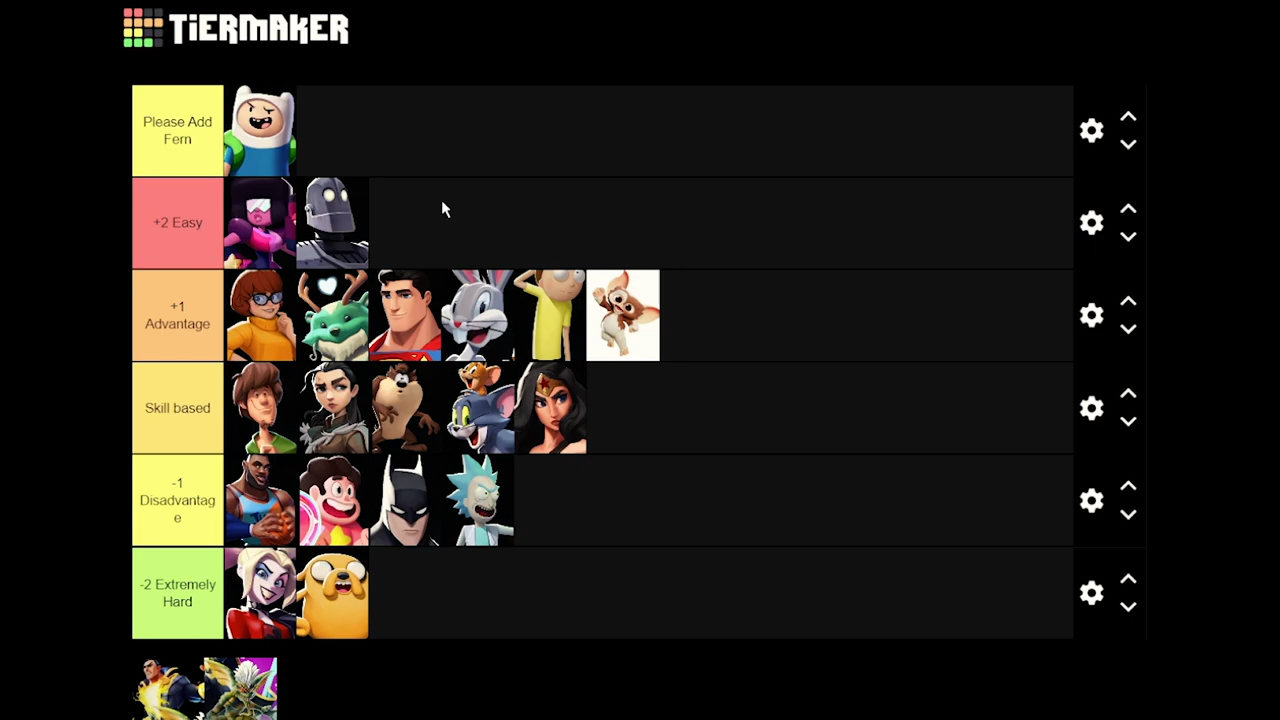 TiERMAKER
Please Add
Fern
+2 Easy
+1
Advantage
Skill based
-1
Disadvantag
e
-2 Extremely
Hard